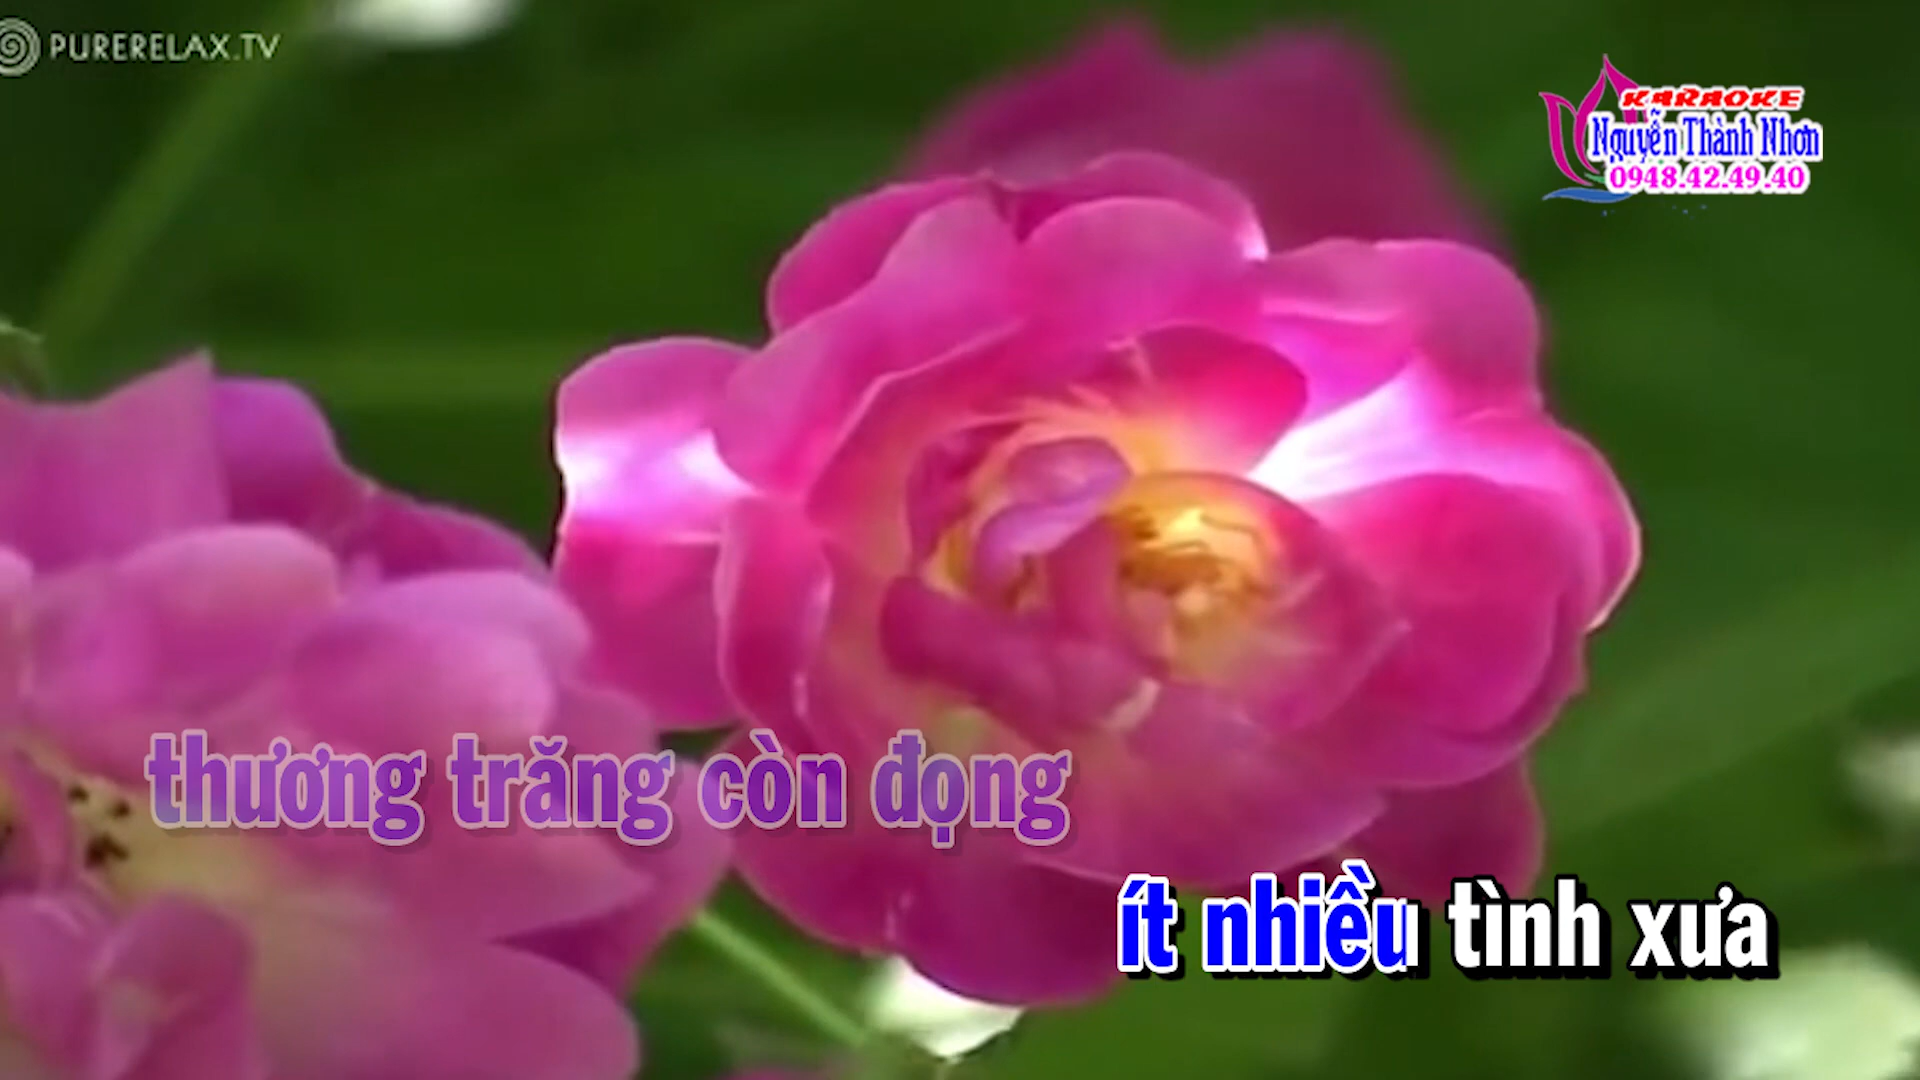 PURERELAX.TV
KARAOKE
Nguyễn Thành Nhơn
0948.42.49.40
thương trăng còn đọng
ít nhiều tình xưa